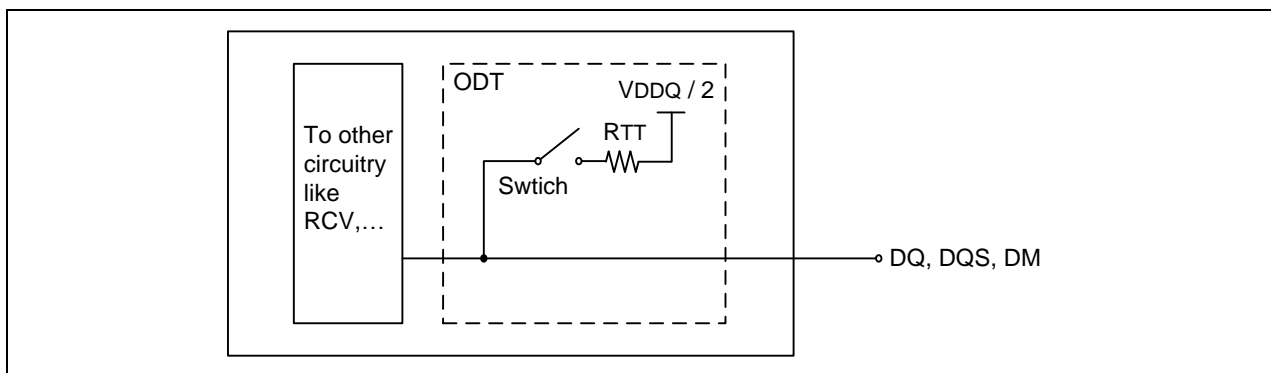 ODT
VDDQ / 2
RTT
To other
circuitry
like
RCV,…
Swtich
DQ, DQS, DM